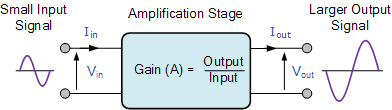 Small Input
Signal
Amplification Stage
Larger Output
Signal
Iin
Iout
Vin
Gain (A) = Output
Input
Vout